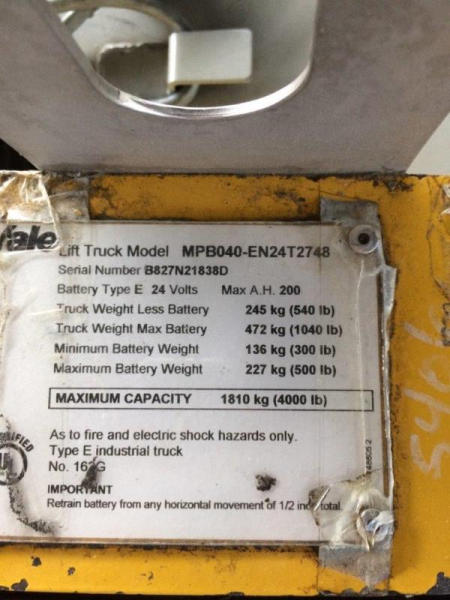 Yale
Lift Truck Model MPB040-EN24T2748
Serial Number B827N21838D
Battery Type E 24 Volts Max A.H. 200
Truck Weight Less Battery 245 kg (540 lb)
Truck Weight Max Battery 472 kg (1040 lb)
Minimum Battery Weight 136 kg (300 lb)
Maximum Battery Weight 227 kg (500 lb)
MAXIMUM CAPACITY 1810 kg (4000 lb)
As to fire and electric shock hazards only.
Type E industrial truck
No.
IMPORTANT
Retrain battery from any horizontal movement of 1/2 total.